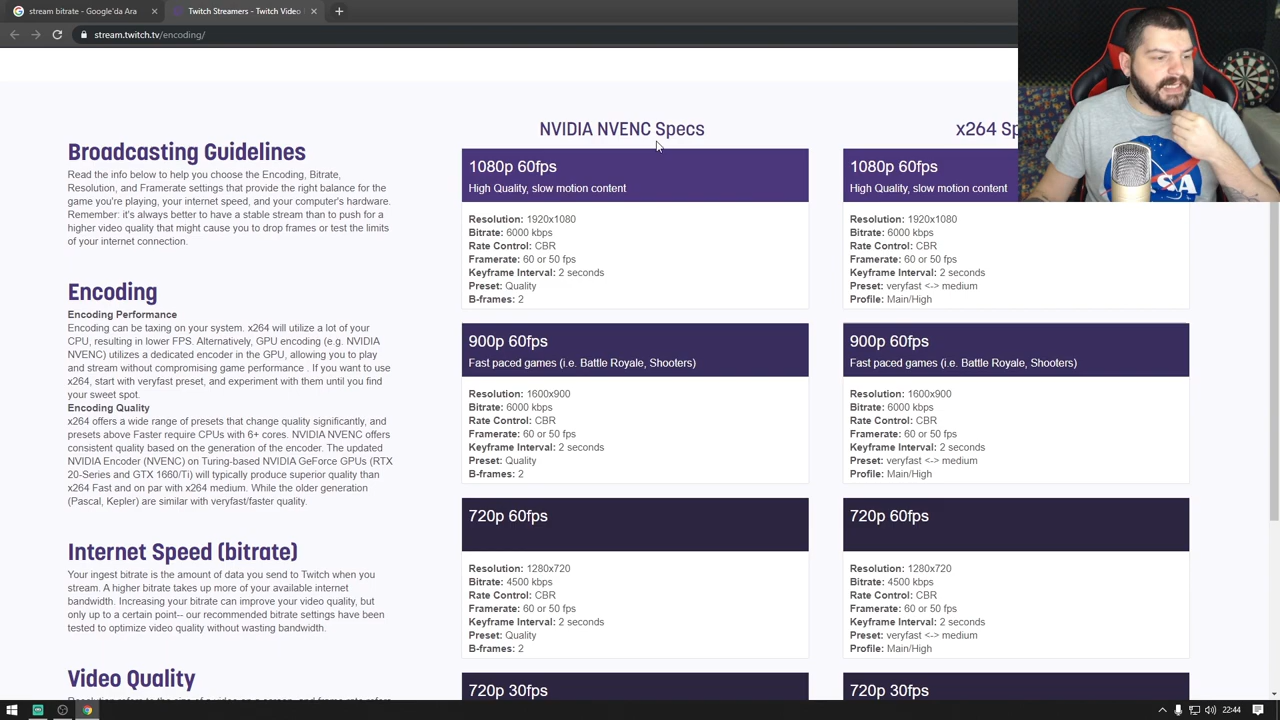 stream bitrate - Google'da Ara
Twitch Streamers - Twitch Video
stream.twitch.tv/encoding/
Broadcasting Guidelines
Read the info below to help you choose the Encoding, Bitrate,
Resolution, and Framerate settings that provide the right balance for the
game you're playing, your internet speed, and your computer's hardware.
Remember: it's always better to have a stable stream than to push for a
higher video quality that might cause you to drop frames or test the limits
of your internet connection.
Encoding
Encoding Performance
Encoding can be taxing on your system. x264 will utilize a lot of your
CPU, resulting in lower FPS. Alternatively, GPU encoding (e.g. NVIDIA
NVENC) utilizes a dedicated encoder in the GPU, allowing you to play
and stream without compromising game performance . If you want to use
x264, start with veryfast preset, and experiment with them until you find
your sweet spot.
Encoding Quality
x264 offers a wide range of presets that change quality significantly, and
presets above Faster require CPUs with 6+ cores. NVIDIA NVENC offers
consistent quality based on the generation of the encoder. The updated
NVIDIA Encoder (NVENC) on Turing-based NVIDIA GeForce GPUs (RTX
20-Series and GTX 1660/Ti) will typically produce superior quality than
x264 Fast and on par with x264 medium. While the older generation
(Pascal, Kepler) are similar with veryfast/faster quality.
Internet Speed (bitrate)
Your ingest bitrate is the amount of data you send to Twitch when you
stream. A higher bitrate takes up more of your available internet
bandwidth. Increasing your bitrate can improve your video quality, but
only up to a certain point-- our recommended bitrate settings have been
tested to optimize video quality without wasting bandwidth.
Video Quality
NVIDIA NVENC Specs
1080p 60fps
High Quality, slow motion content
Resolution: 1920x1080
Bitrate: 6000 kbps
Rate Control: CBR
Framerate: 60 or 50 fps
Keyframe Interval: 2 seconds
Preset: Quality
B-frames: 2
900p 60fps
Fast paced games (i.e. Battle Royale, Shooters)
Resolution: 1600x900
Bitrate: 6000 kbps
Rate Control: CBR
Framerate: 60 or 50 fps
Keyframe Interval: 2 seconds
Preset: Quality
B-frames: 2
720p 60fps
Resolution: 1280x720
Bitrate: 4500 kbps
Rate Control: CBR
Framerate: 60 or 50 fps
Keyframe Interval: 2 seconds
Preset: Quality
B-frames: 2
720p 30fps
x264 Sp
1080p 60fps
High Quality, slow motion content
Resolution: 1920x1080
Bitrate: 6000 kbps
Rate Control: CBR
Framerate: 60 or 50 fps
Keyframe Interval: 2 seconds
Preset: veryfast <-> medium
Profile: Main/High
900p 60fps
Fast paced games (i.e. Battle Royale, Shooters)
Resolution: 1600x900
Bitrate: 6000 kbps
Rate Control: CBR
Framerate: 60 or 50 fps
Keyframe Interval: 2 seconds
Preset: veryfast <-> medium
Profile: Main/High
720p 60fps
Resolution: 1280x720
Bitrate: 4500 kbps
Rate Control: CBR
Framerate: 60 or 50 fps
Keyframe Interval: 2 seconds
Preset: veryfast <-> medium
Profile: Main/High
720p 30fps
22:44